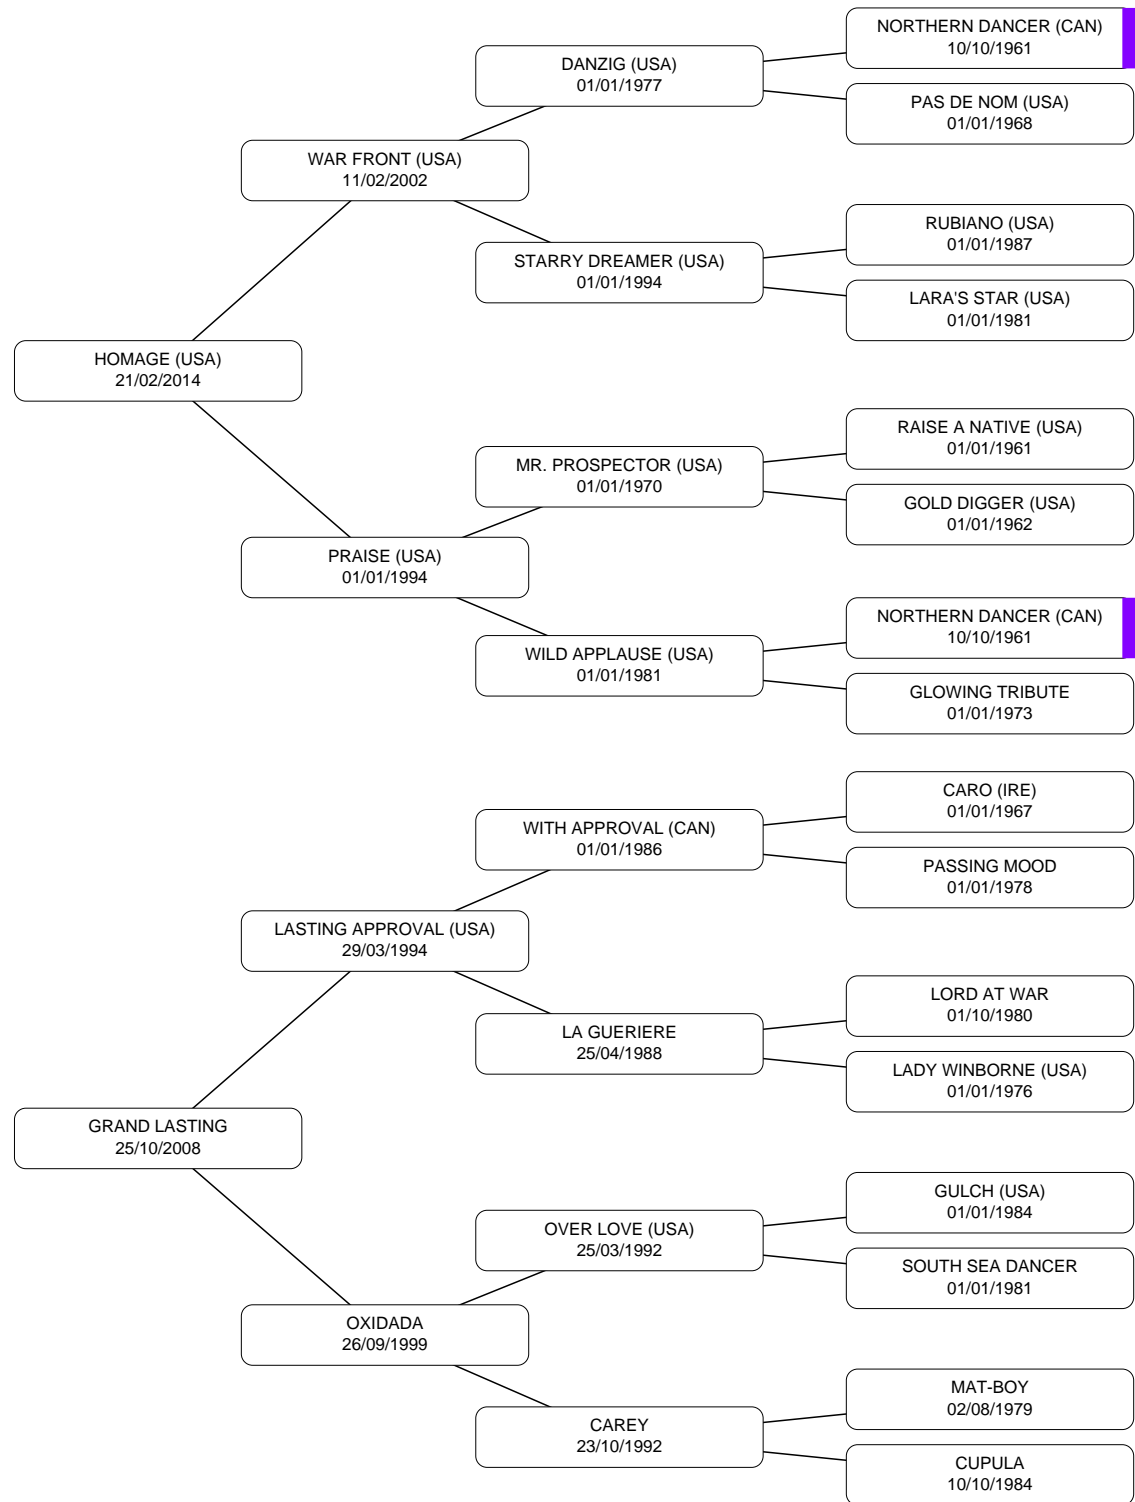 NORTHERN DANCER (CAN)
10/10/1961
DANZIG (USA)
01/01/1977
PAS DE NOM (USA)
01/01/1968
WAR FRONT (USA)
11/02/2002
RUBIANO (USA)
01/01/1987
STARRY DREAMER (USA)
01/01/1994
LARA'S STAR (USA)
01/01/1981
HOMAGE (USA)
21/02/2014
RAISE A NATIVE (USA)
01/01/1961
MR. PROSPECTOR (USA)
01/01/1970
GOLD DIGGER (USA)
01/01/1962
PRAISE (USA)
01/01/1994
NORTHERN DANCER (CAN)
10/10/1961
WILD APPLAUSE (USA)
01/01/1981
GLOWING TRIBUTE
01/01/1973
CARO (IRE)
01/01/1967
WITH APPROVAL (CAN)
01/01/1986
PASSING MOOD
01/01/1978
LASTING APPROVAL (USA)
29/03/1994
LORD AT WAR
01/10/1980
LA GUERIERE
25/04/1988
LADY WINBORNE (USA)
01/01/1976
GRAND LASTING
25/10/2008
GULCH (USA)
01/01/1984
OVER LOVE (USA)
25/03/1992
SOUTH SEA DANCER
01/01/1981
OXIDADA
26/09/1999
MAT-BOY
02/08/1979
CAREY
23/10/1992
CUPULA
10/10/1984